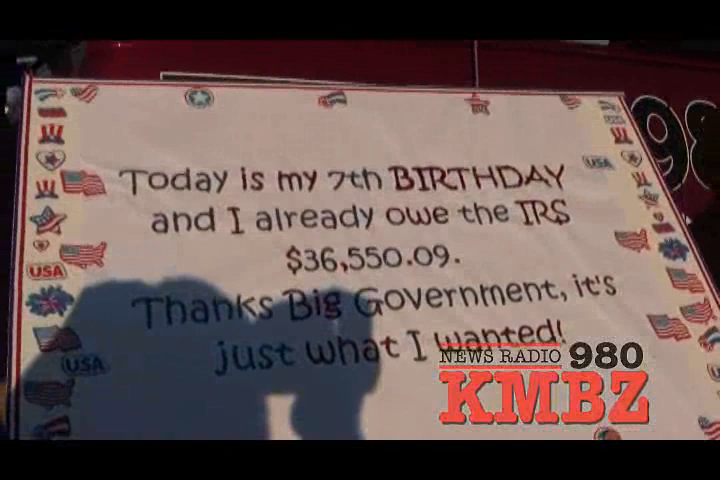 Today is my 7th BIRTHDAY
and I already owe the IRS
$36,550.09.
Thanks Big Government, it's
just what I wanted!
USA
USA
USA
98
NEWS RADIO 980
KMBZ